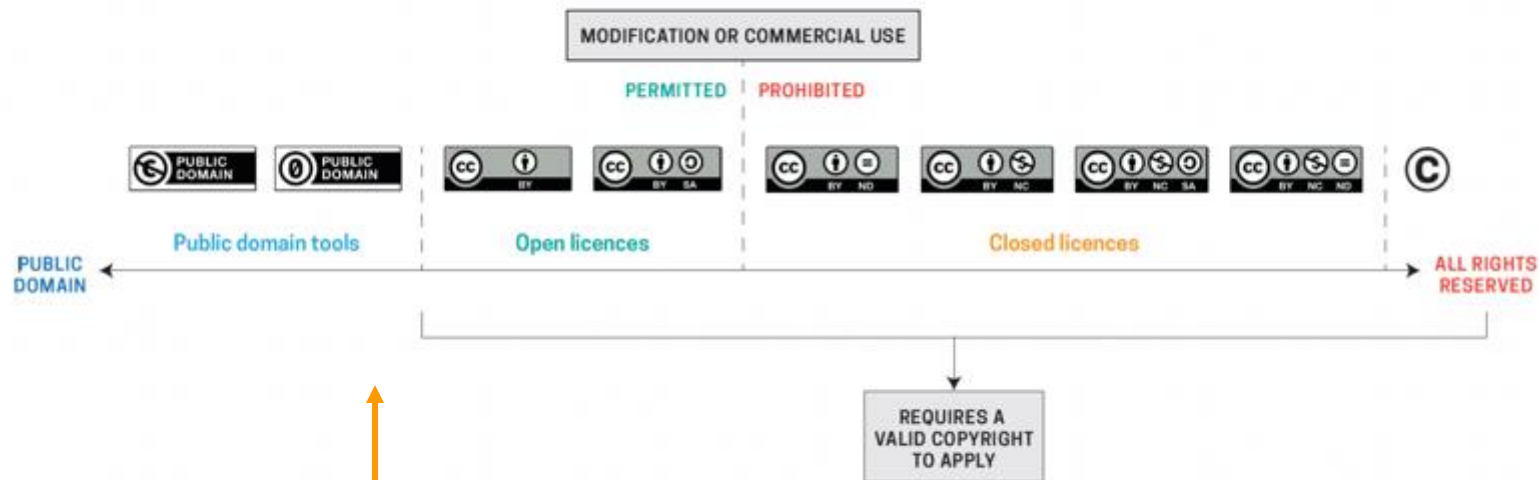 MODIFICATION OR COMMERCIAL USE
PERMITTED PROHIBITED
PUBLIC
DOMAIN
0 PUBLIC
DOMAIN
cc
BY
cc
BY SA
cc =
BY ND
cc
BY NC
cc
BY NC SA
cc =
BY NC ND
C
Public domain tools
Open licences
Closed licences
PUBLIC
DOMAIN
ALL RIGHTS
RESERVED
REQUIRES A
VALID COPYRIGHT
TO APPLY